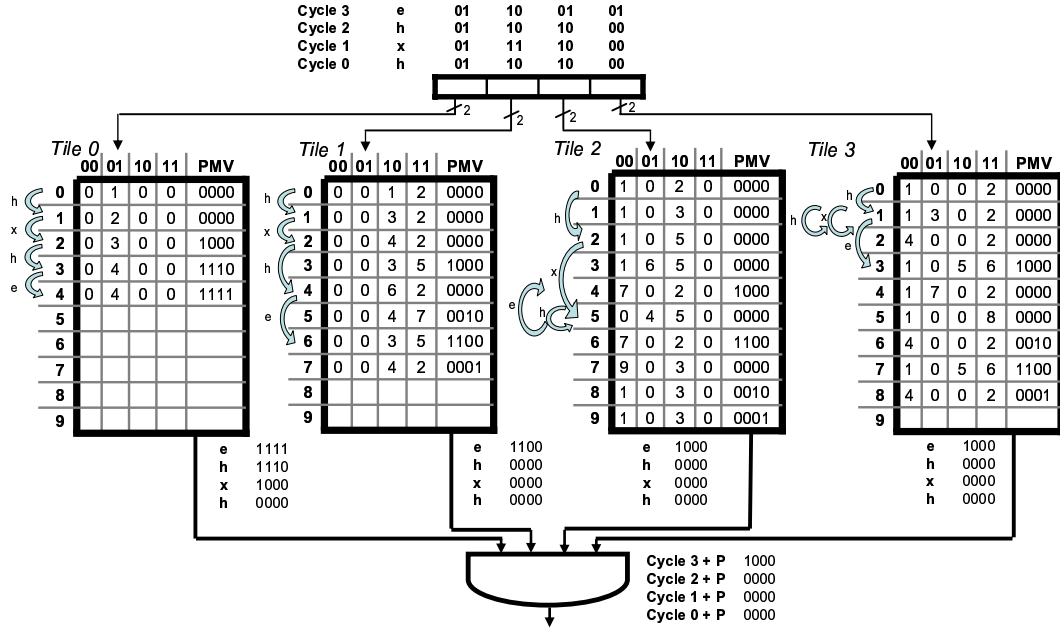 Cycle 3 e 01 10 01 01
Cycle 2 h 01 10 10 00
Cycle 1 x 01 11 10 00
Cycle 0 h 01 10 10 00
2 2 2 2
Tile 0
00 01 10 11 PMV
0 0 1 0 0 0000
1 0 2 0 0 0000
2 0 3 0 0 1000
3 0 4 0 0 1110
4 0 4 0 0 1111
5
6
7
8
9
h
x
h
e
e 1111
h 1110
x 1000
h 0000
Tile 1
00 01 10 11 PMV
0 0 0 1 2 0000
1 0 0 3 2 0000
2 0 0 4 2 0000
3 0 0 3 5 1000
4 0 0 6 2 0000
5 0 0 4 7 0010
6 0 0 3 5 1100
7 0 0 4 2 0001
8
9
h
x
h
e
e 1100
h 0000
x 0000
h 0000
Tile 2
00 01 10 11 PMV
0 1 0 2 0 0000
1 1 0 3 0 0000
2 1 0 5 0 0000
3 1 6 5 0 0000
4 7 0 2 0 1000
5 0 4 5 0 0000
6 7 0 2 0 1100
7 9 0 3 0 0000
8 1 0 3 0 0010
9 1 0 3 0 0001
h
x
e
h
e 1000
h 0000
x 0000
h 0000
Tile 3
00 01 10 11 PMV
0 1 0 0 2 0000
1 1 3 0 2 0000
2 4 0 0 2 0000
3 1 0 5 6 1000
4 1 7 0 2 0000
5 1 0 0 8 0000
6 4 0 0 2 0010
7 1 0 5 6 1100
8 4 0 0 2 0001
9
h
h x
e
e 1000
h 0000
x 0000
h 0000
Cycle 3 + P 1000
Cycle 2 + P 0000
Cycle 1 + P 0000
Cycle 0 + P 0000